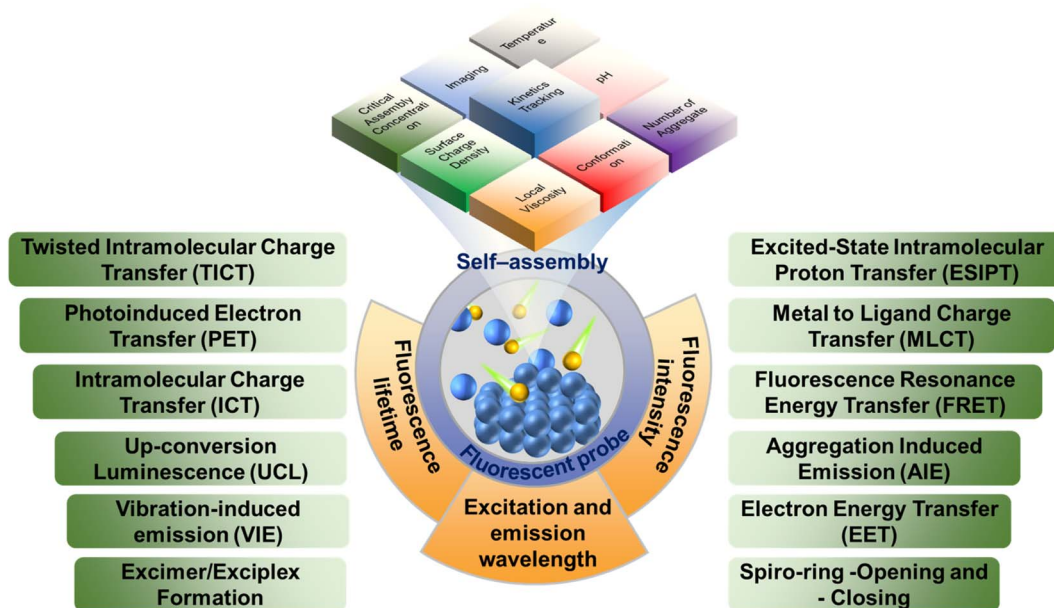 Temperatur
e
Imaging
pH
Critical
Assembly
Concentrati
on
Kinetics
Tracking
Number of
Aggregate
Surface
Charge
Density
Conformati
on
Local
Viscosity
Self–assembly
Fluorescent probe
Fluorescence
lifetime
Excitation and
emission
wavelength
Fluorescence
intensity
Twisted Intramolecular Charge
Transfer (TICT)
Photoinduced Electron
Transfer (PET)
Intramolecular Charge
Transfer (ICT)
Up-conversion
Luminescence (UCL)
Vibration-induced
emission (VIE)
Excimer/Exciplex
Formation
Excited-State Intramolecular
Proton Transfer (ESIPT)
Metal to Ligand Charge
Transfer (MLCT)
Fluorescence Resonance
Energy Transfer (FRET)
Aggregation Induced
Emission (AIE)
Electron Energy Transfer
(EET)
Spiro-ring -Opening and
- Closing